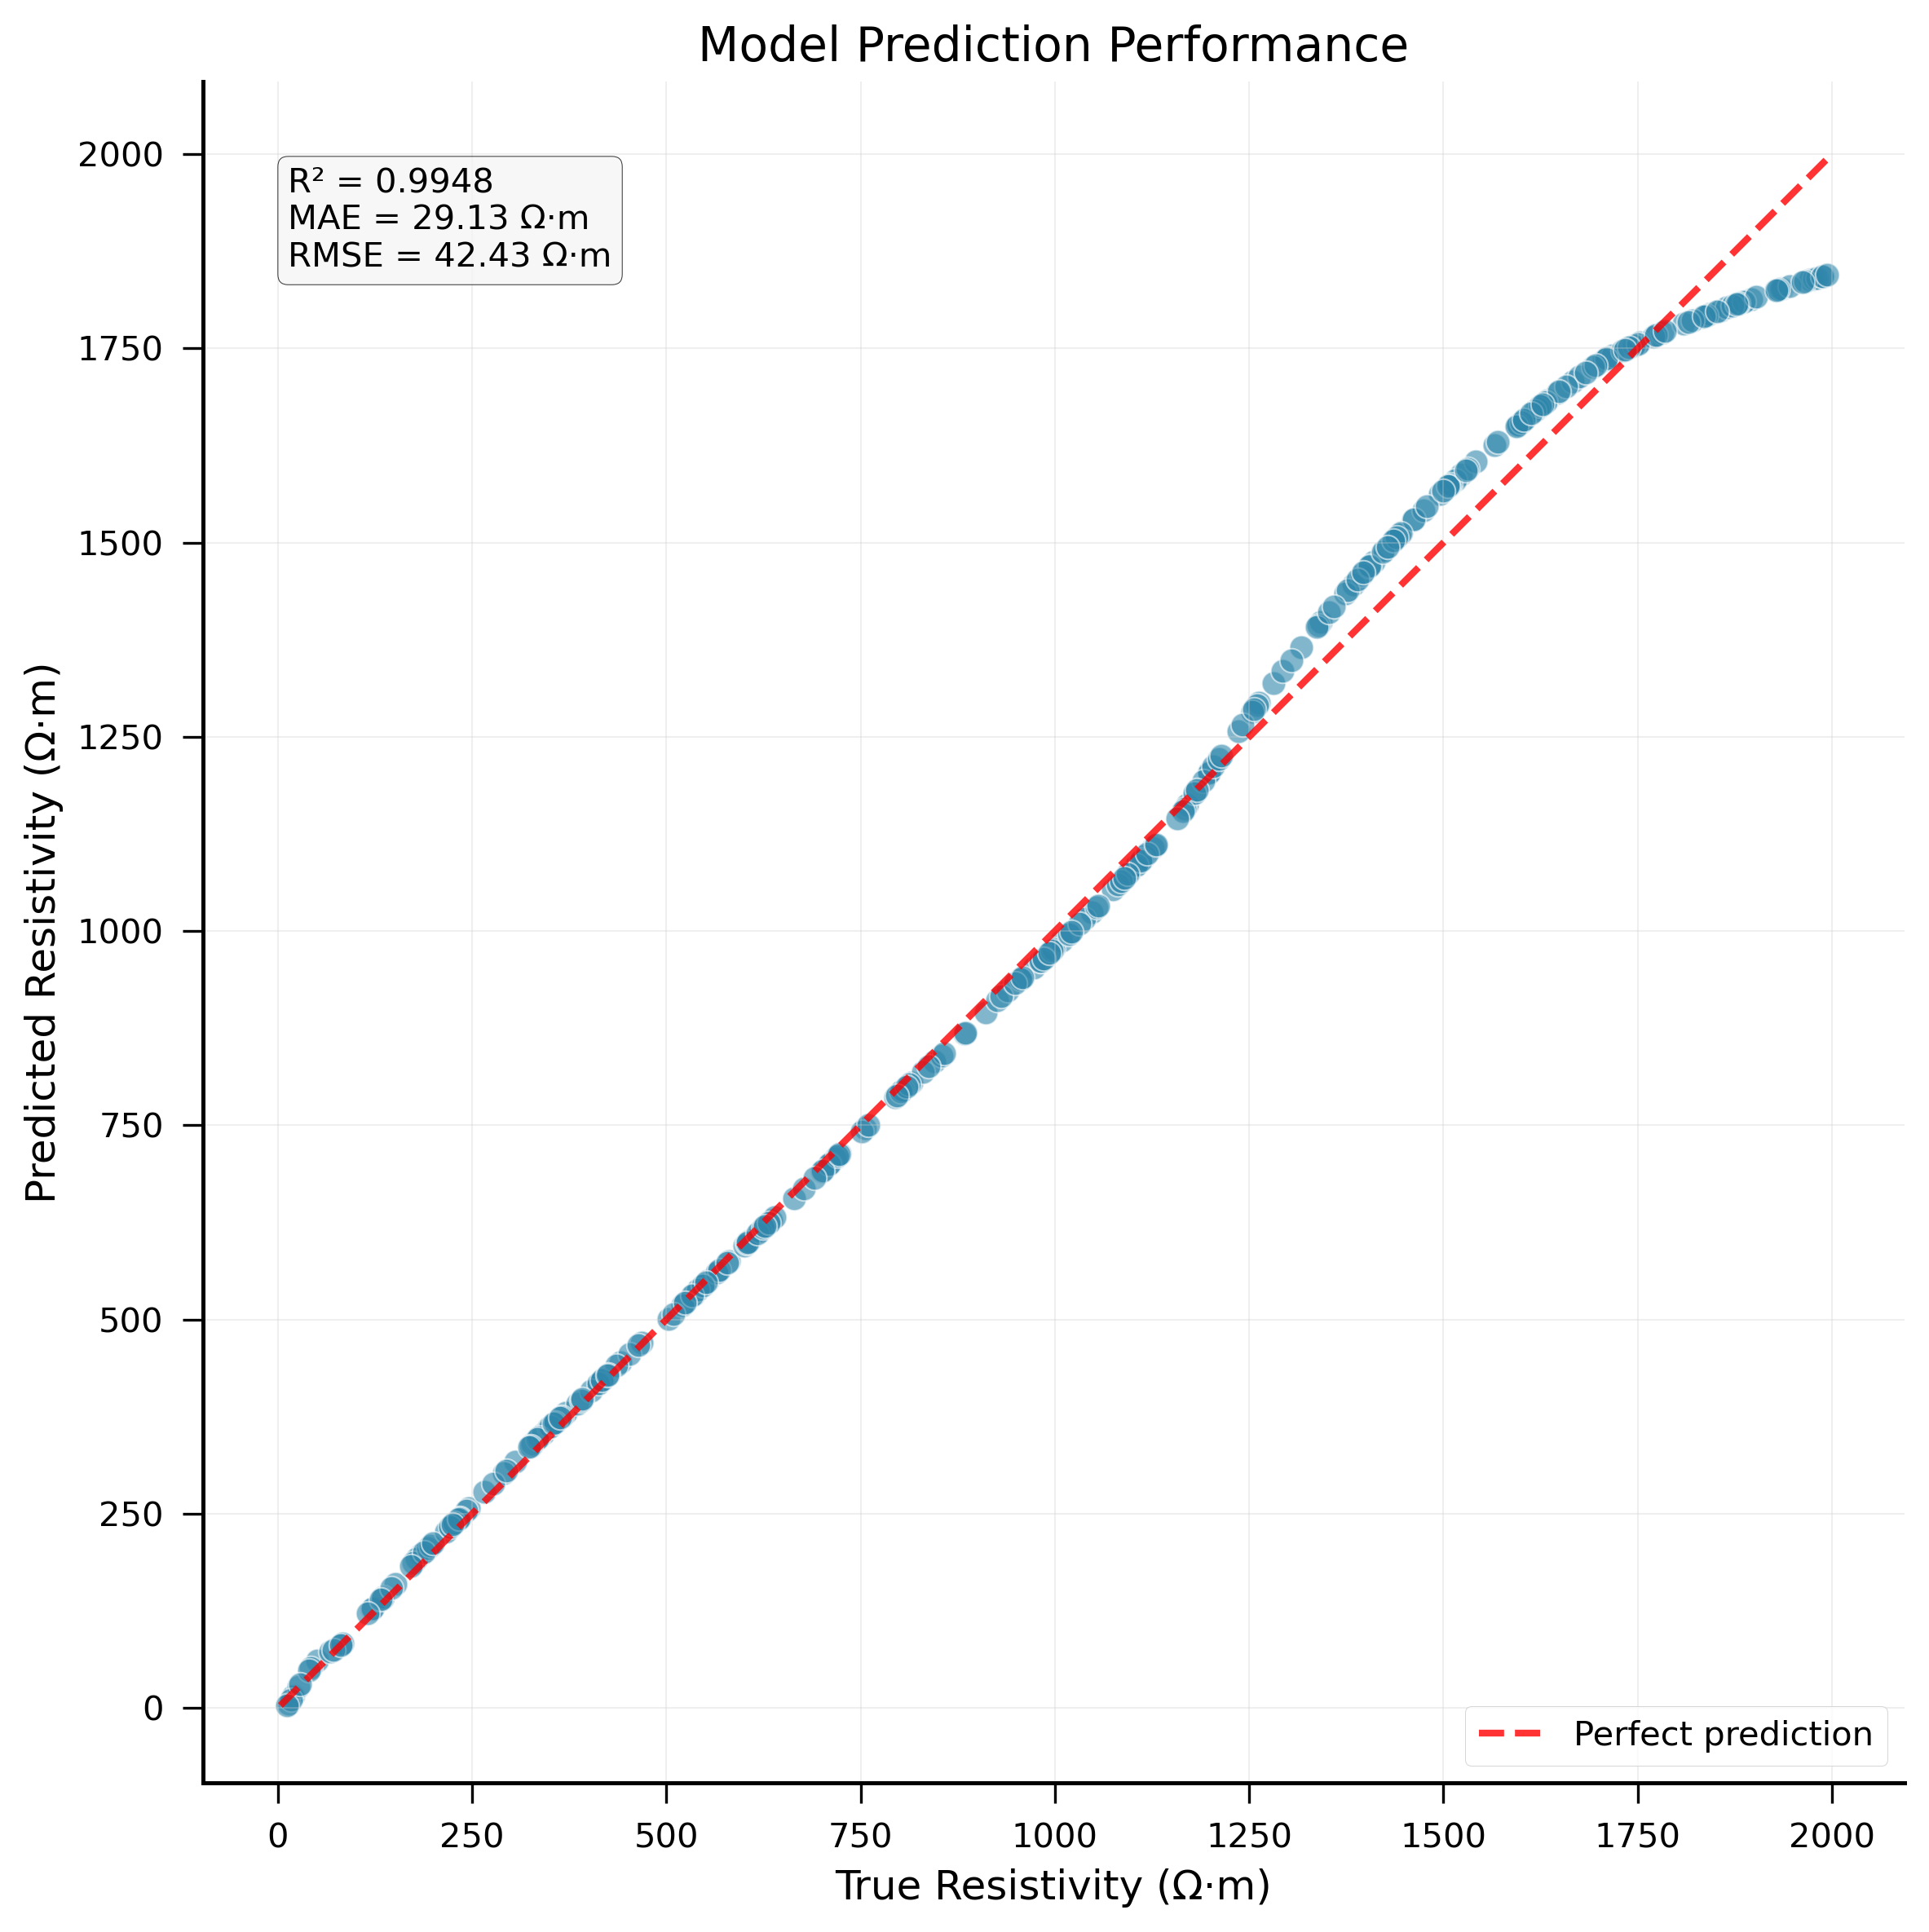 Model Prediction Performance
R² = 0.9948
MAE = 29.13 Ω·m
RMSE = 42.43 Ω·m
Predicted Resistivity (Ω·m)
2000
1750
1500
1250
1000
750
500
250
0
Perfect prediction
0 250 500 750 1000 1250 1500 1750 2000
True Resistivity (Ω·m)